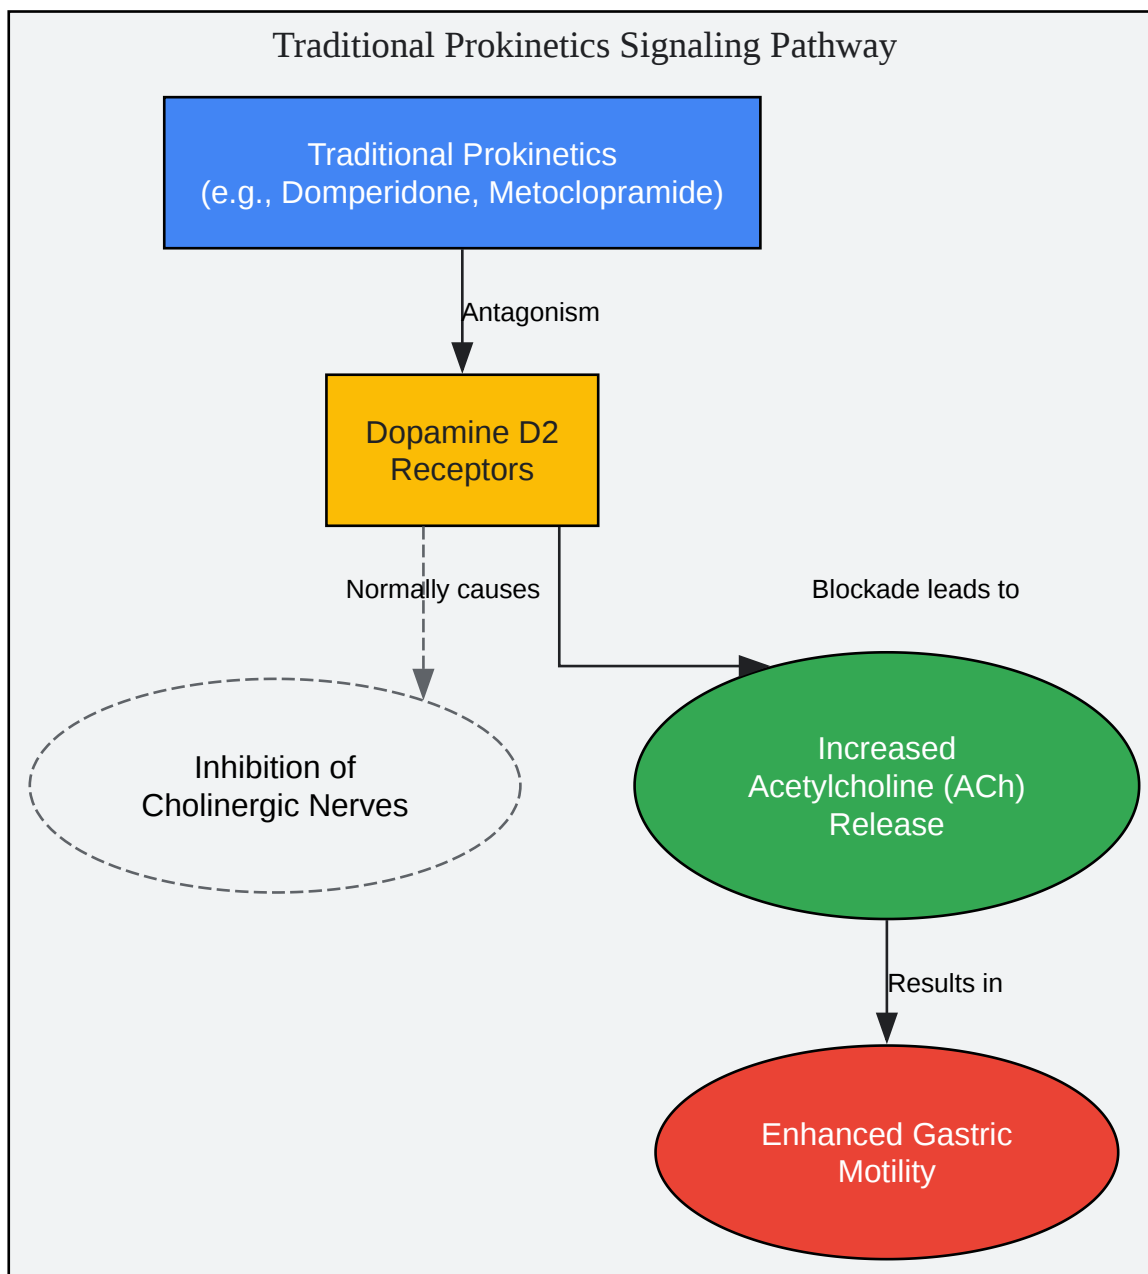 Traditional Prokinetics Signaling Pathway
Traditional Prokinetics
(e.g., Domperidone, Metoclopramide)
Antagonism
Dopamine D2
Receptors
Normally causes
Blockade leads to
Inhibition of
Cholinergic Nerves
Increased
Acetylcholine (ACh)
Release
Results in
Enhanced Gastric
Motility